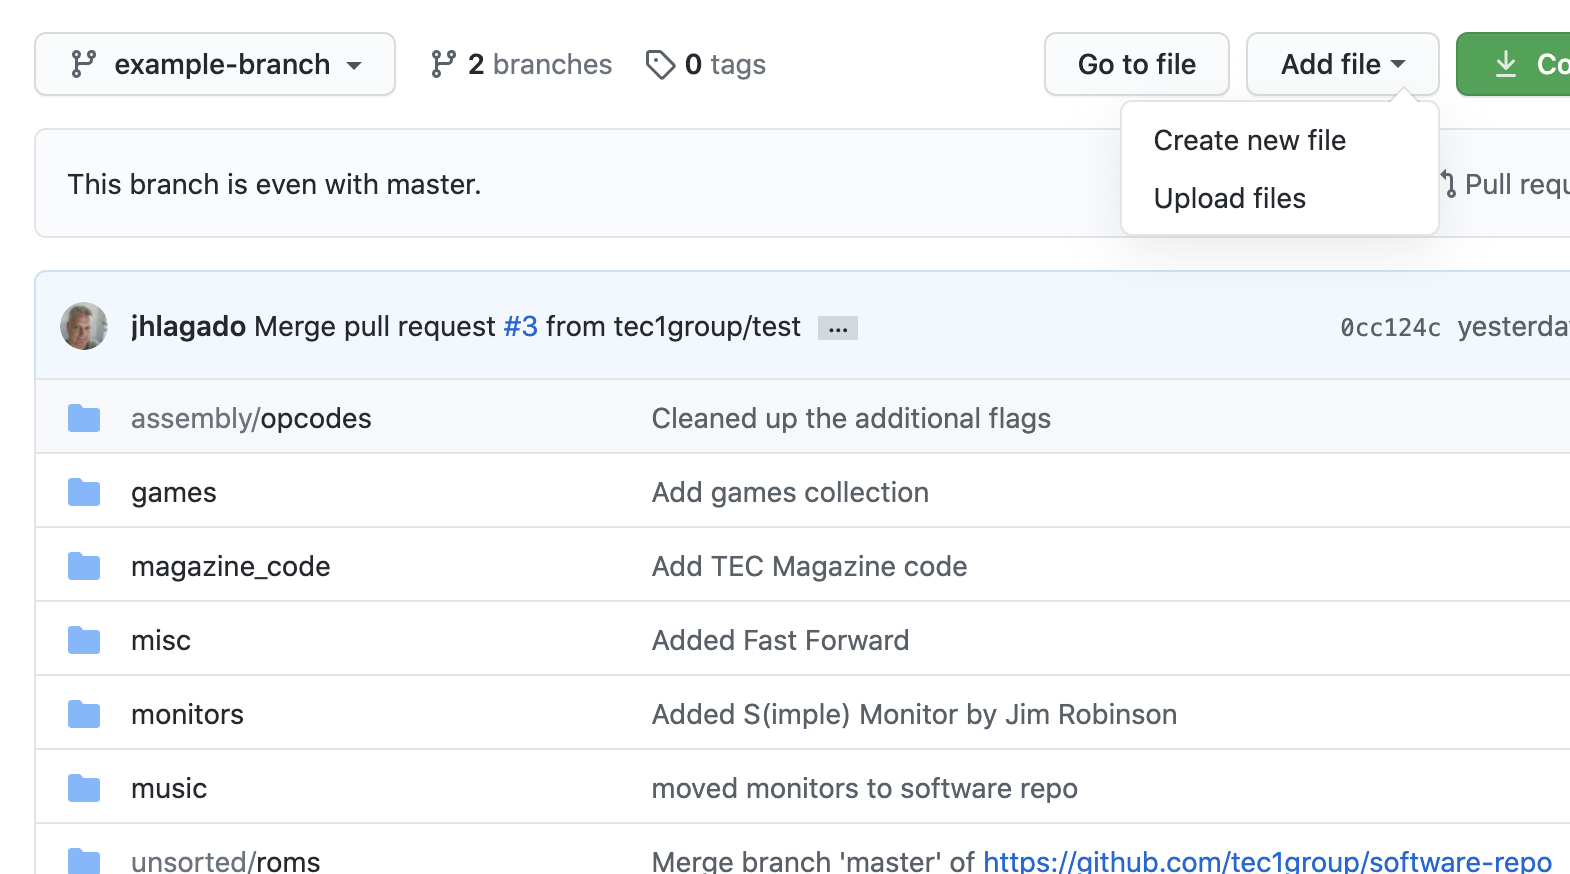 example-branch 2 branches 0 tags Go to file Add file
Create new file
This branch is even with master.
Upload files
jhlagado Merge pull request #3 from tec1group/test ... 0cc124c
assembly/opcodes Cleaned up the additional flags
games Add games collection
magazine_code Add TEC Magazine code
misc Added Fast Forward
monitors Added S(imple) Monitor by Jim Robinson
music moved monitors to software repo
unsorted/roms Merge branch 'master' of https://github.com/tec1group/software-repo